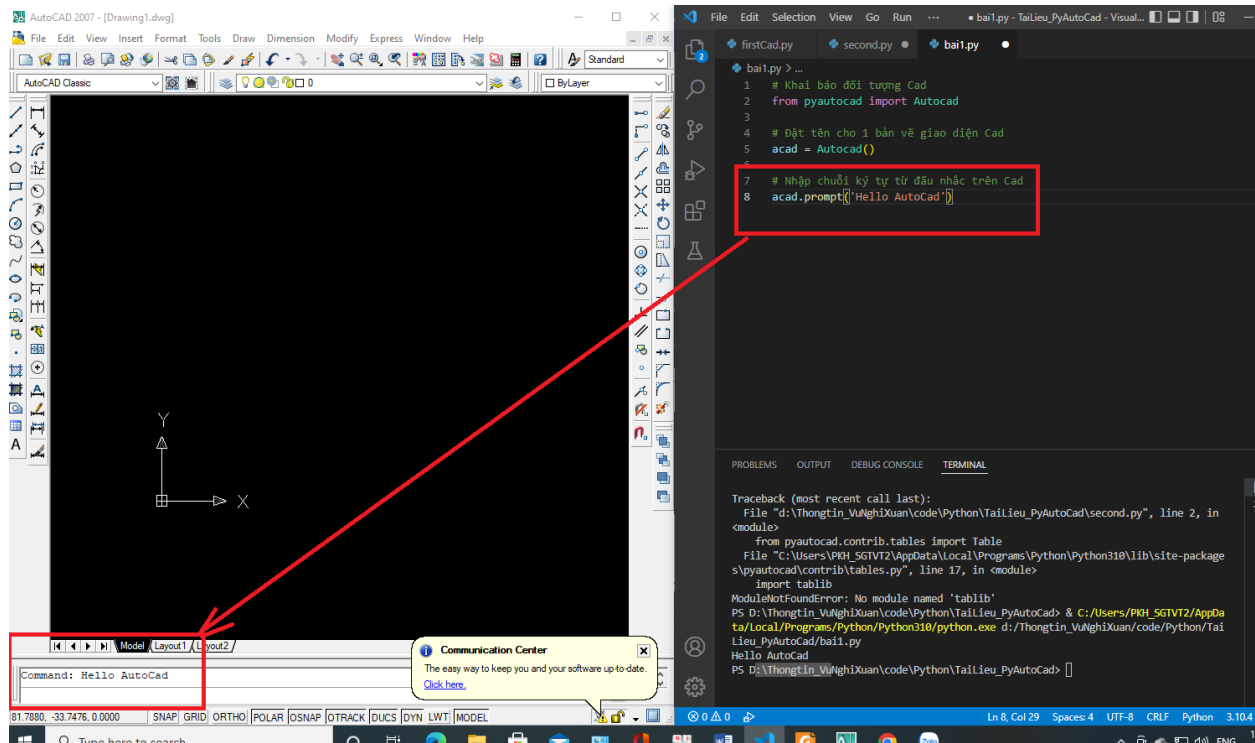 AutoCAD 2007 - [Drawing1.dwg]
File Edit View Insert Format Tools Draw Dimension Modify Express Window Help
Standard
AutoCAD Classic
0
ByLayer
Y
X
Model
Layout1
Communication Center
The easy way to keep you and your software up-to-date.
Click here.
Command: Hello AutoCad
81.7880, -33.7476, 0.0000 SNAP GRID ORTHO POLAR OSNAP OTRACK DUCS DYN LWT MODEL
File Edit Selection View Go Run ··· ● bai1.py - TaiLieu_PyAutoCad - Visual...
firstCad.py second.py ● bai1.py ●
bai1.py > ...
1 # Khai báo đối tượng Cad
2 from pyautocad import Autocad
3
4 # Đặt tên cho 1 bản vẽ giao diện Cad
5 acad = Autocad()
6
7 # Nhập chuỗi ký tự từ dấu nhắc trên Cad
8 acad.prompt('Hello AutoCad')
2
PROBLEMS OUTPUT DEBUG CONSOLE TERMINAL
Traceback (most recent call last):
File "d:\Thongtin_VuNghiXuan\code\Python\TaiLieu_PyAutoCad\second.py", line 2, in
<module>
from pyautocad.contrib.tables import Table
File "C:\Users\PKH_SGTVT2\AppData\Local\Programs\Python\Python310\lib\site-package
s\pyautocad\contrib\tables.py", line 17, in <module>
import tablib
ModuleNotFoundError: No module named 'tablib'
PS D:\Thongtin_VuNghiXuan\code\Python\TaiLieu_PyAutoCad> & C:/Users/PKH_SGTVT2/AppDa
ta/Local/Programs/Python/Python310/python.exe d:/Thongtin_VuNghiXuan/code/Python/Tai
Lieu_PyAutoCad/bai1.py
Hello AutoCad
PS D:\Thongtin_VuNghiXuan\code\Python\TaiLieu_PyAutoCad>
0 0 Ln 8, Col 29 Spaces: 4 UTF-8 CRLF Python 3.10.4
Type here to search
Zalo
ENG